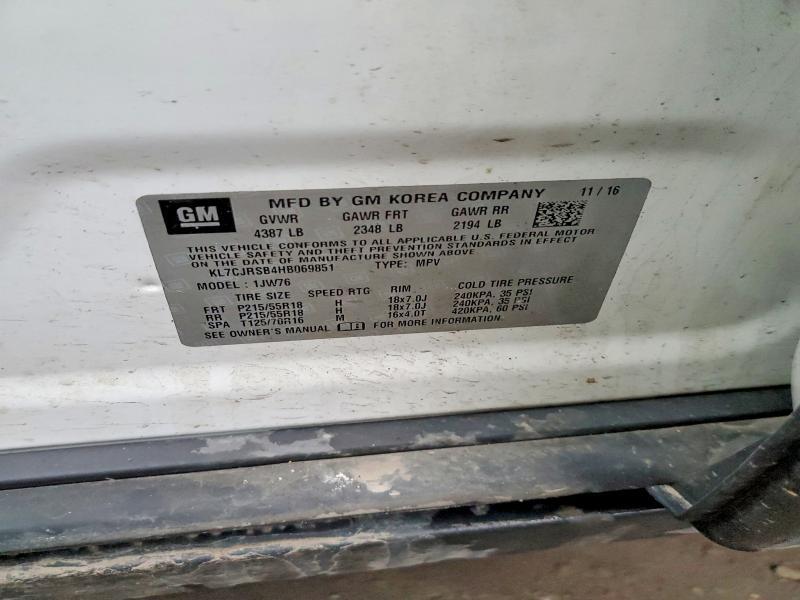 GM
MFD BY GM KOREA COMPANY 11 / 16
GVWR GAWR FRT GAWR RR
4387 LB 2348 LB 2194 LB
THIS VEHICLE CONFORMS TO ALL APPLICABLE U.S. FEDERAL MOTOR
VEHICLE SAFETY AND THEFT PREVENTION STANDARDS IN EFFECT
ON THE DATE OF MANUFACTURE SHOWN ABOVE
KL7CJRSB4HB069851 TYPE: MPV
MODEL : 1JW76
TIRE SIZE SPEED RTG RIM COLD TIRE PRESSURE
FRT P215/55R18 H 18x7.0J 240KPA, 35 PSI
RR P215/55R18 H 18x7.0J 240KPA, 35 PSI
SPA T125/70R16 M 16x4.0T 420KPA, 60 PSI
SEE OWNER'S MANUAL FOR MORE INFORMATION.